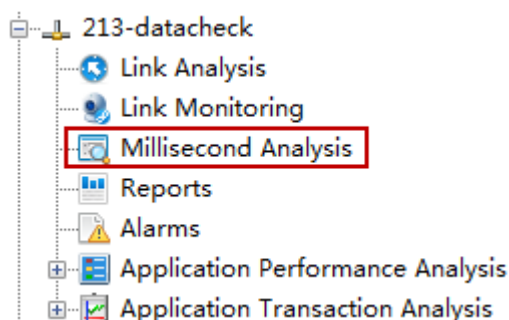 213-datacheck
Link Analysis
Link Monitoring
Millisecond Analysis
Reports
Alarms
Application Performance Analysis
Application Transaction Analysis